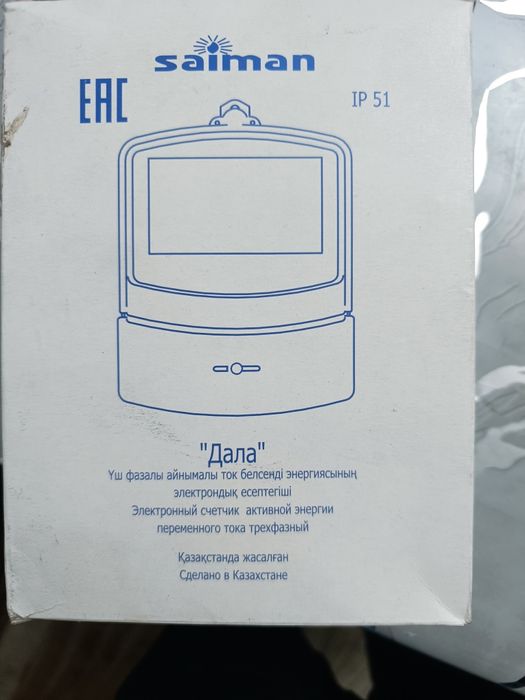 saiman
EAC
IP 51
"Дала"
Үш фазалы айнымалы ток белсенді энергиясының
электрондық есептегіші
Электронный счетчик активной энергии
переменного тока трехфазный
Қазақстанда жасалған
Сделано в Казахстане